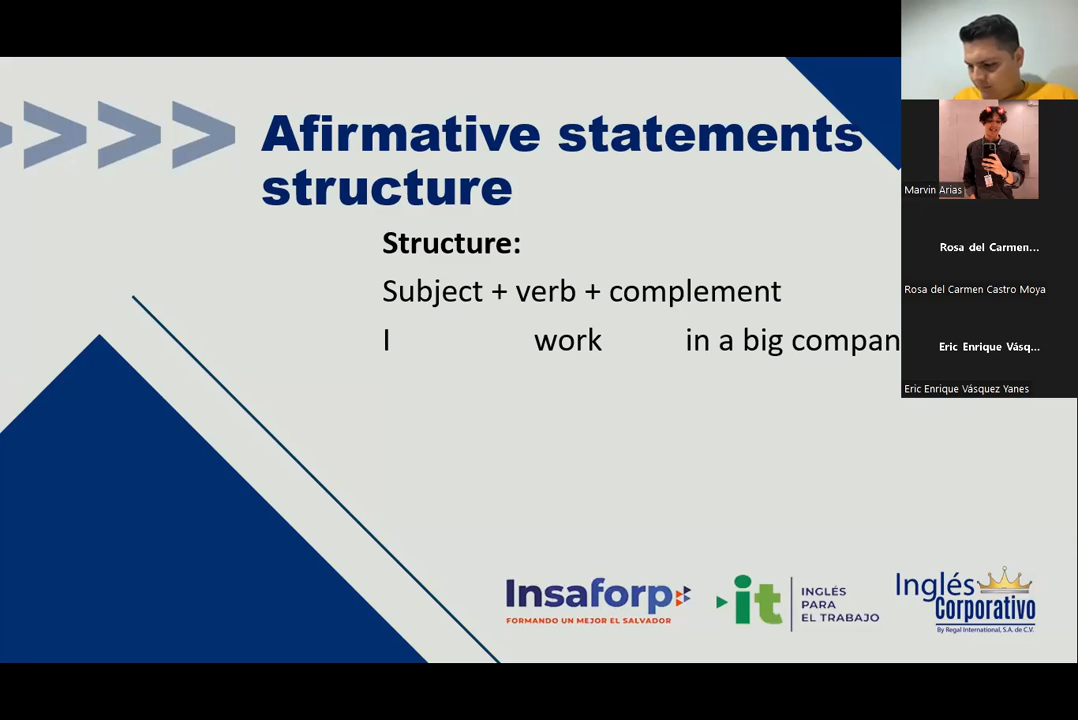 Afirmative statements
structure
Structure:
Subject + verb + complement
I work in a big compan
Marvin Arias
Rosa del Carmen...
Rosa del Carmen Castro Moya
Eric Enrique Vásq...
Eric Enrique Vásquez Yanes
Insaforp
FORMANDO UN MEJOR EL SALVADOR
it
INGLÉS
PARA
EL TRABAJO
Inglés
Corporativo
By Regal International, S.A. de C.V.